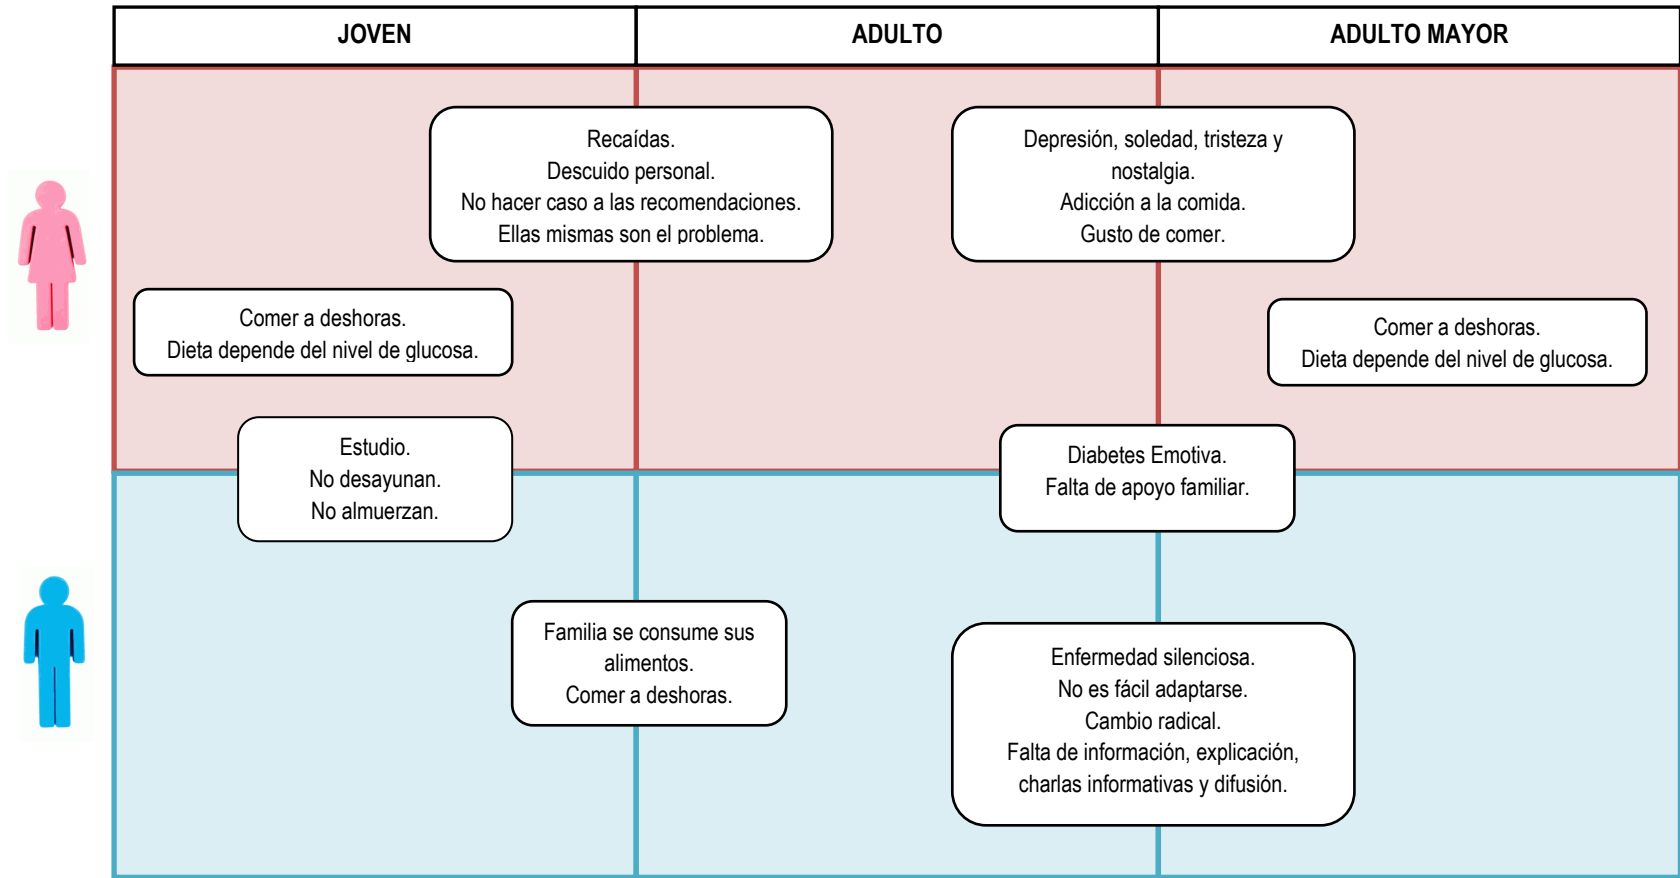 JOVEN
ADULTO
ADULTO MAYOR
Recaídas.
Descuido personal.
No hacer caso a las recomendaciones.
Ellas mismas son el problema.
Depresión, soledad, tristeza y
nostalgia.
Adicción a la comida.
Gusto de comer.
Comer a deshoras.
Dieta depende del nivel de glucosa.
Comer a deshoras.
Dieta depende del nivel de glucosa.
Estudio.
No desayunan.
No almuerzan.
Diabetes Emotiva.
Falta de apoyo familiar.
Familia se consume sus
alimentos.
Comer a deshoras.
Enfermedad silenciosa.
No es fácil adaptarse.
Cambio radical.
Falta de información, explicación,
charlas informativas y difusión.